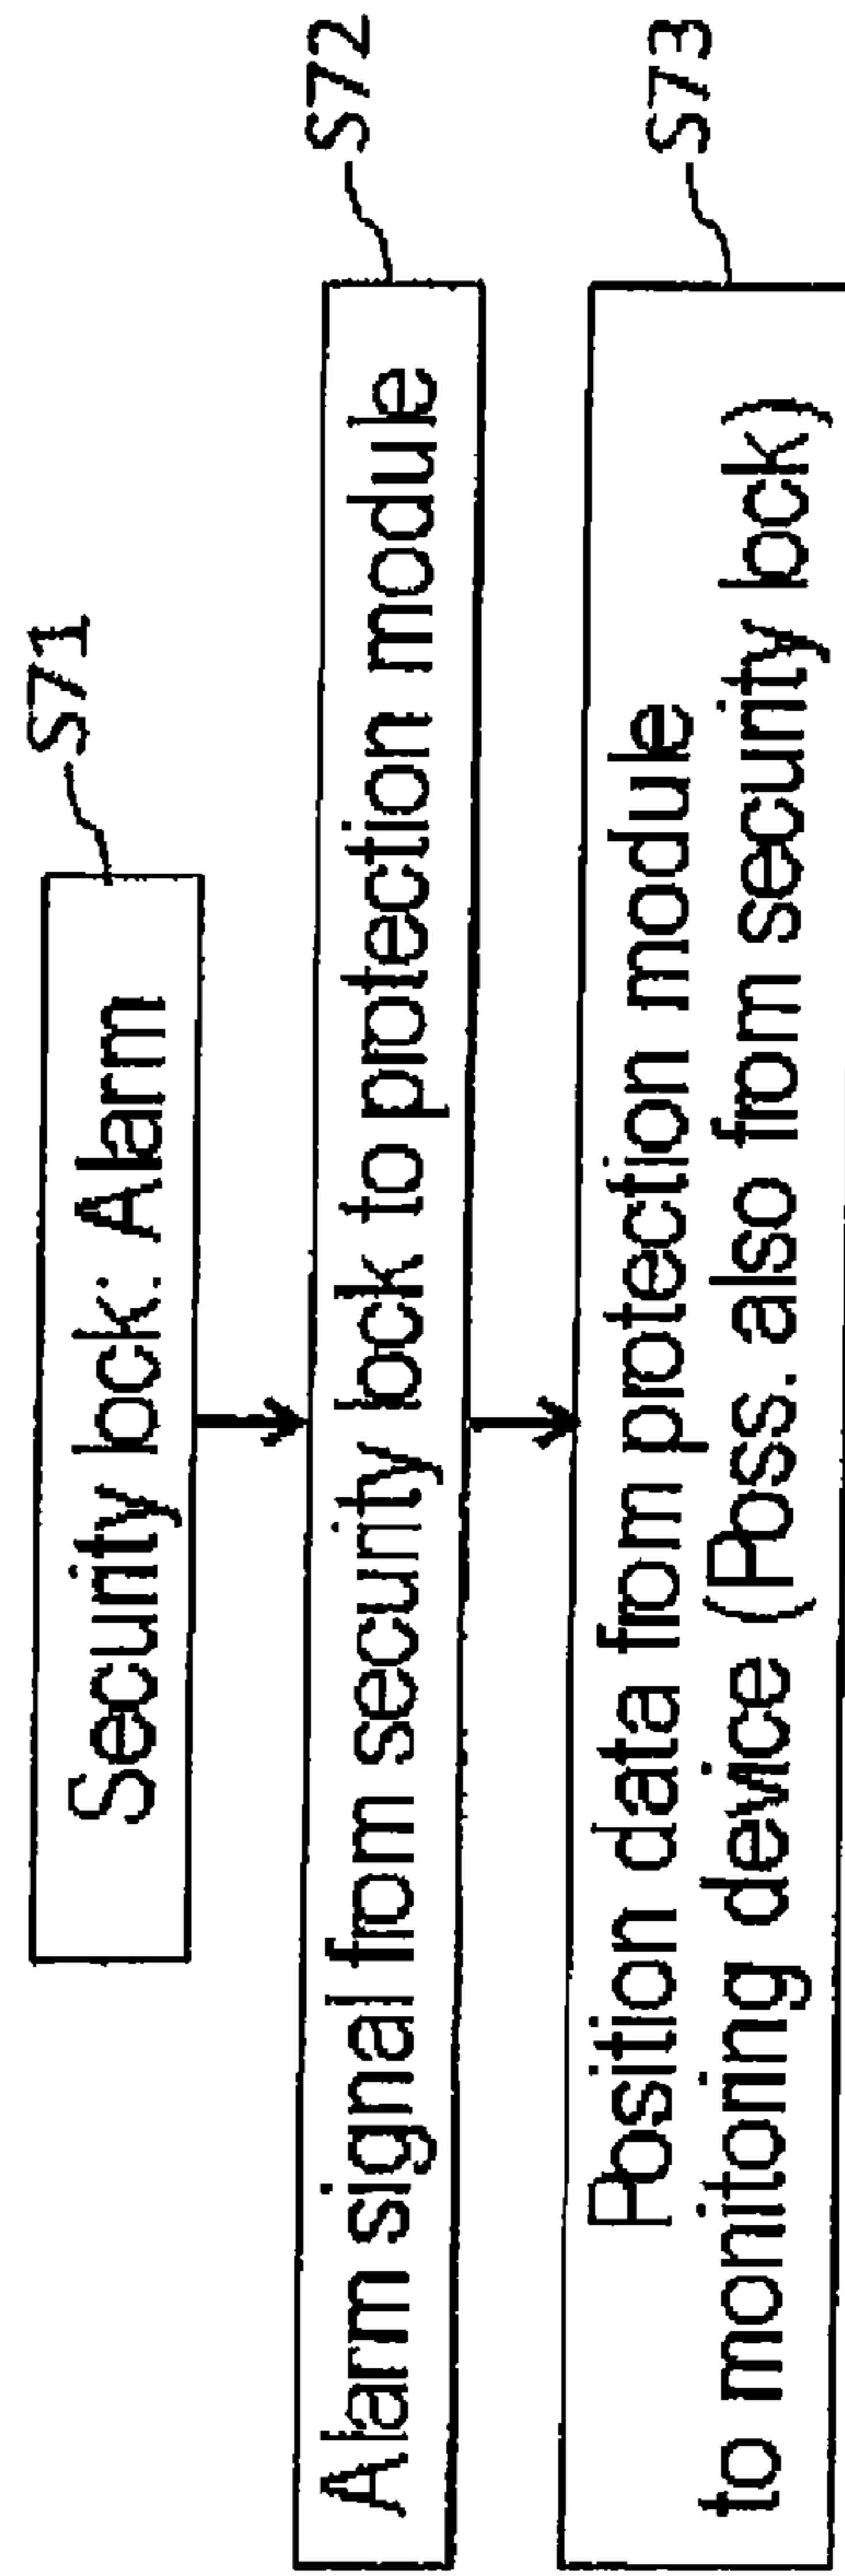 S71
Security lock: Alarm
S72
Alarm signal from security lock to protection module
S73
Position data from protection module
to monitoring device (Poss. also from security lock)